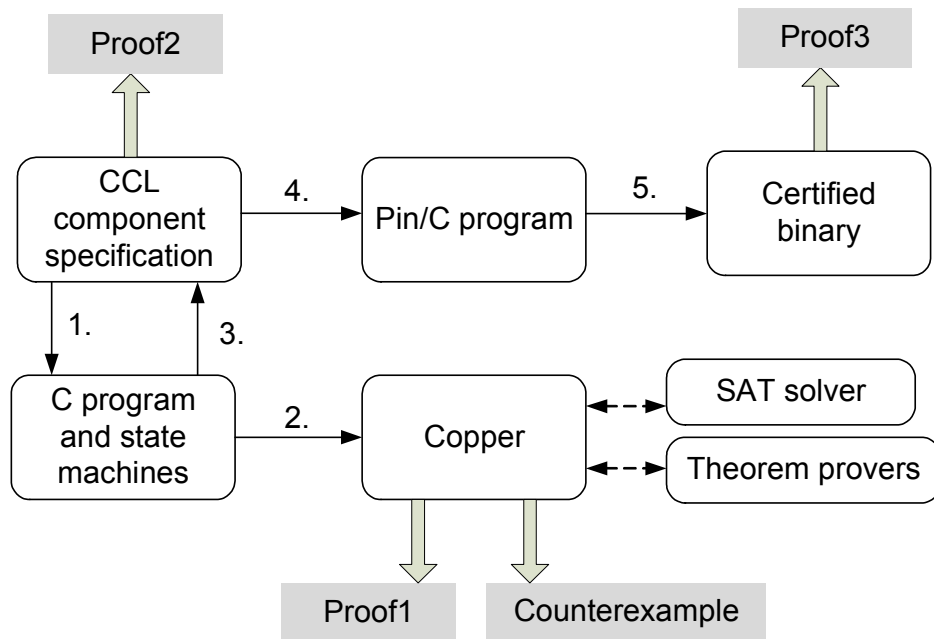 Proof2
Proof3
CCL
component
specification
4.
Pin/C program
5.
Certified
binary
1.
3.
C program
and state
machines
2.
Copper
SAT solver
Theorem provers
Proof1
Counterexample